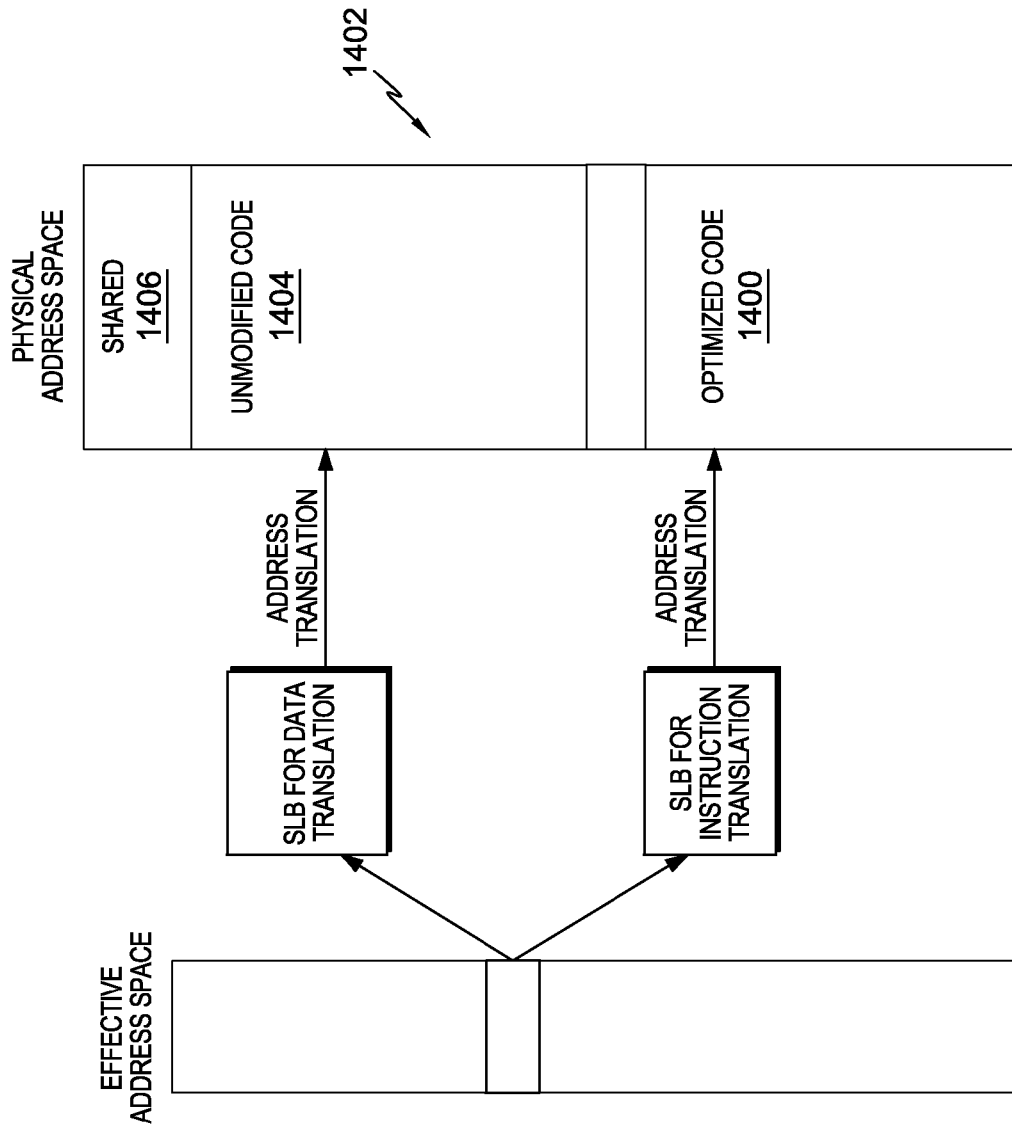 EFFECTIVE
ADDRESS SPACE
SLB FOR DATA
TRANSLATION
SLB FOR
INSTRUCTION
TRANSLATION
ADDRESS
TRANSLATION
ADDRESS
TRANSLATION
PHYSICAL
ADDRESS SPACE
SHARED
1406
UNMODIFIED CODE
1404
OPTIMIZED CODE
1400
1402